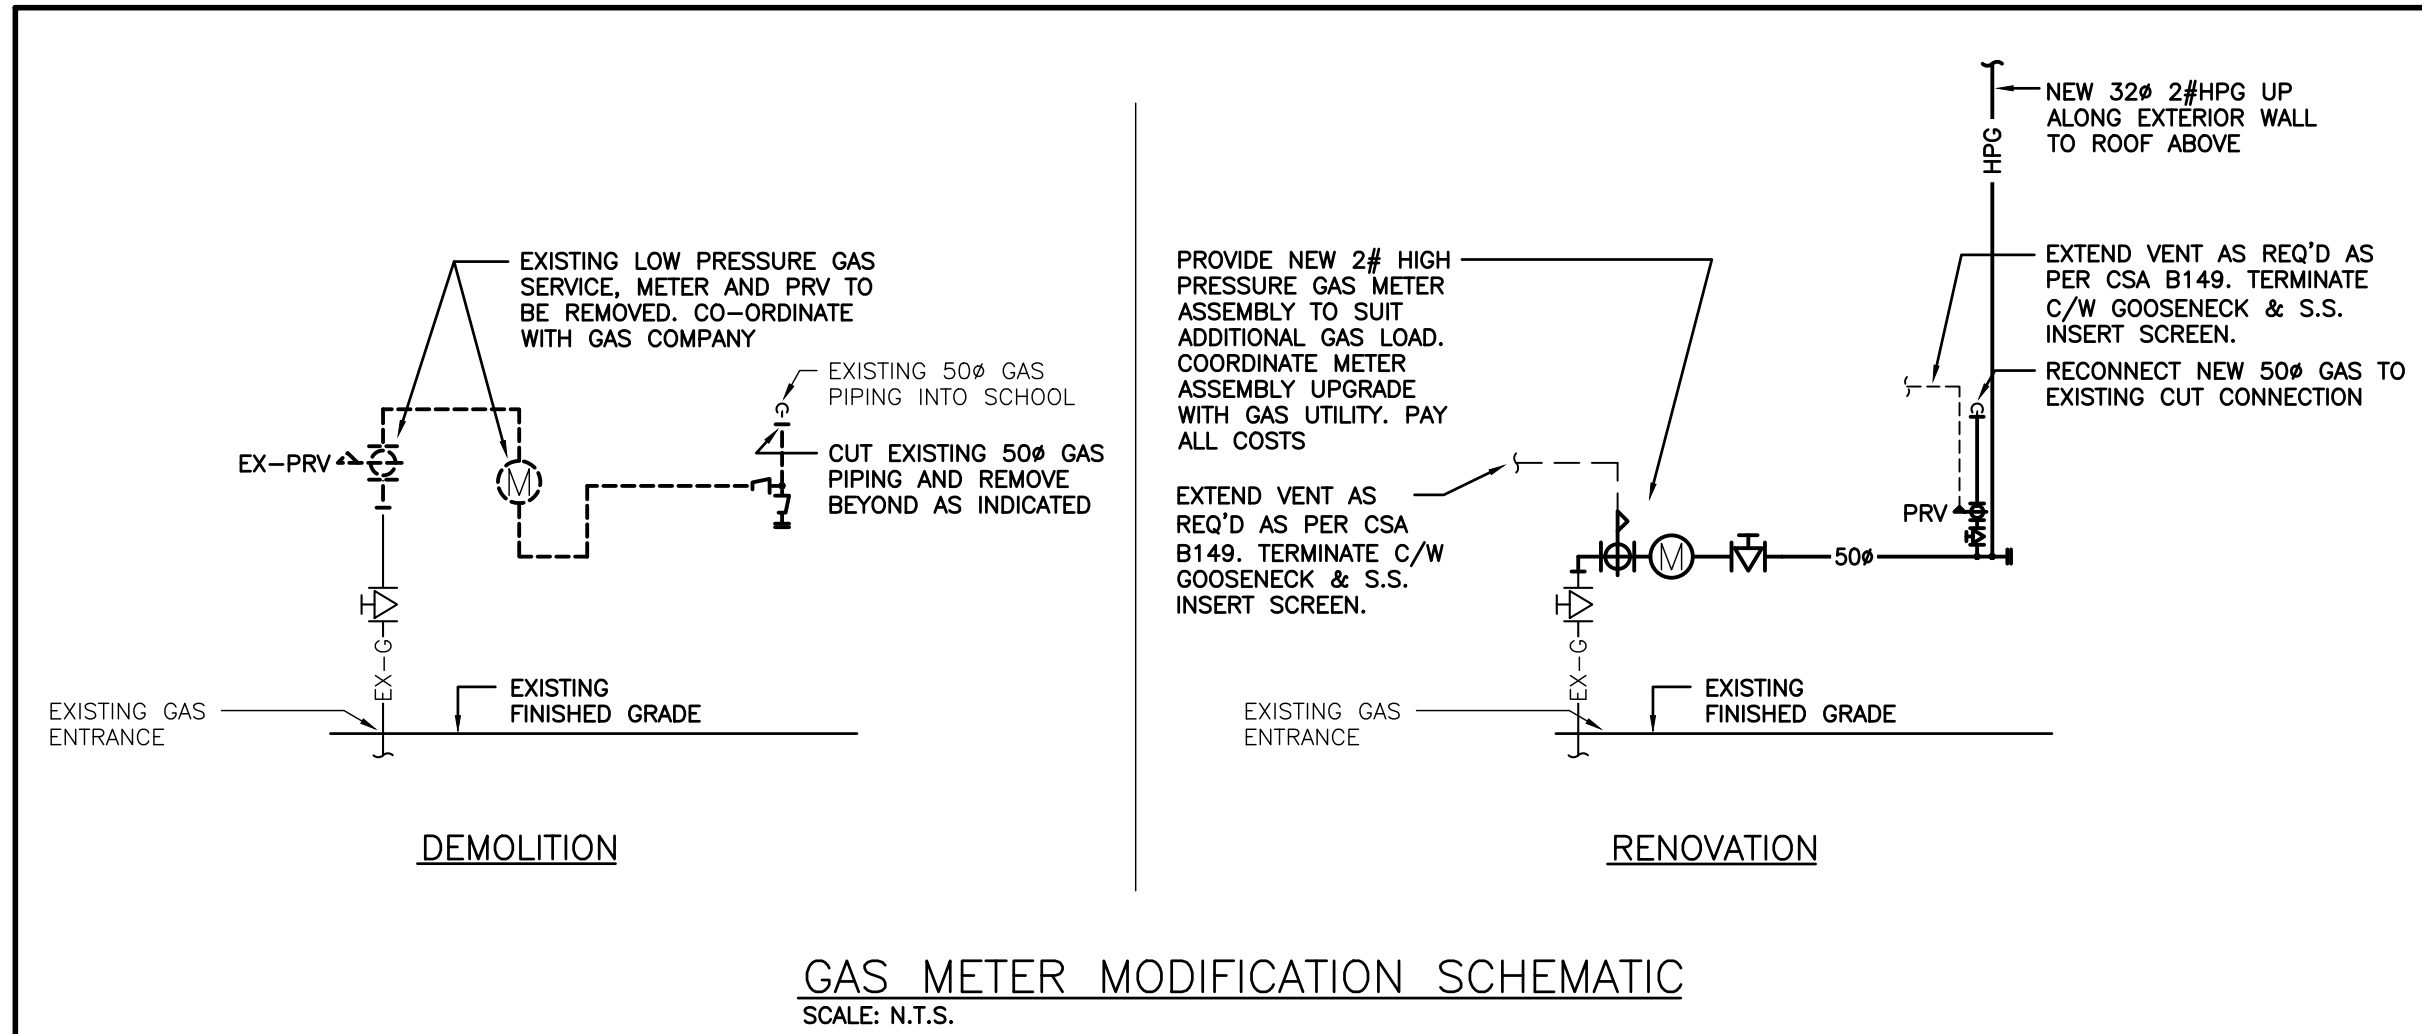 EXISTING LOW PRESSURE GAS
SERVICE, METER AND PRV TO
BE REMOVED. CO-ORDINATE
WITH GAS COMPANY
EXISTING 50ø GAS
PIPING INTO SCHOOL
G
EX-PRV
M
CUT EXISTING 50ø GAS
PIPING AND REMOVE
BEYOND AS INDICATED
EX-G
EXISTING
FINISHED GRADE
EXISTING GAS
ENTRANCE
DEMOLITION
NEW 32ø 2#HPG UP
ALONG EXTERIOR WALL
TO ROOF ABOVE
HPG
PROVIDE NEW 2# HIGH
PRESSURE GAS METER
ASSEMBLY TO SUIT
ADDITIONAL GAS LOAD.
COORDINATE METER
ASSEMBLY UPGRADE
WITH GAS UTILITY. PAY
ALL COSTS
EXTEND VENT AS REQ'D AS
PER CSA B149. TERMINATE
C/W GOOSENECK & S.S.
INSERT SCREEN.
RECONNECT NEW 50ø GAS TO
EXISTING CUT CONNECTION
G
EXTEND VENT AS
REQ'D AS PER CSA
B149. TERMINATE C/W
GOOSENECK & S.S.
INSERT SCREEN.
PRV
M
50ø
EX-G
EXISTING
FINISHED GRADE
EXISTING GAS
ENTRANCE
RENOVATION
GAS METER MODIFICATION SCHEMATIC
SCALE: N.T.S.